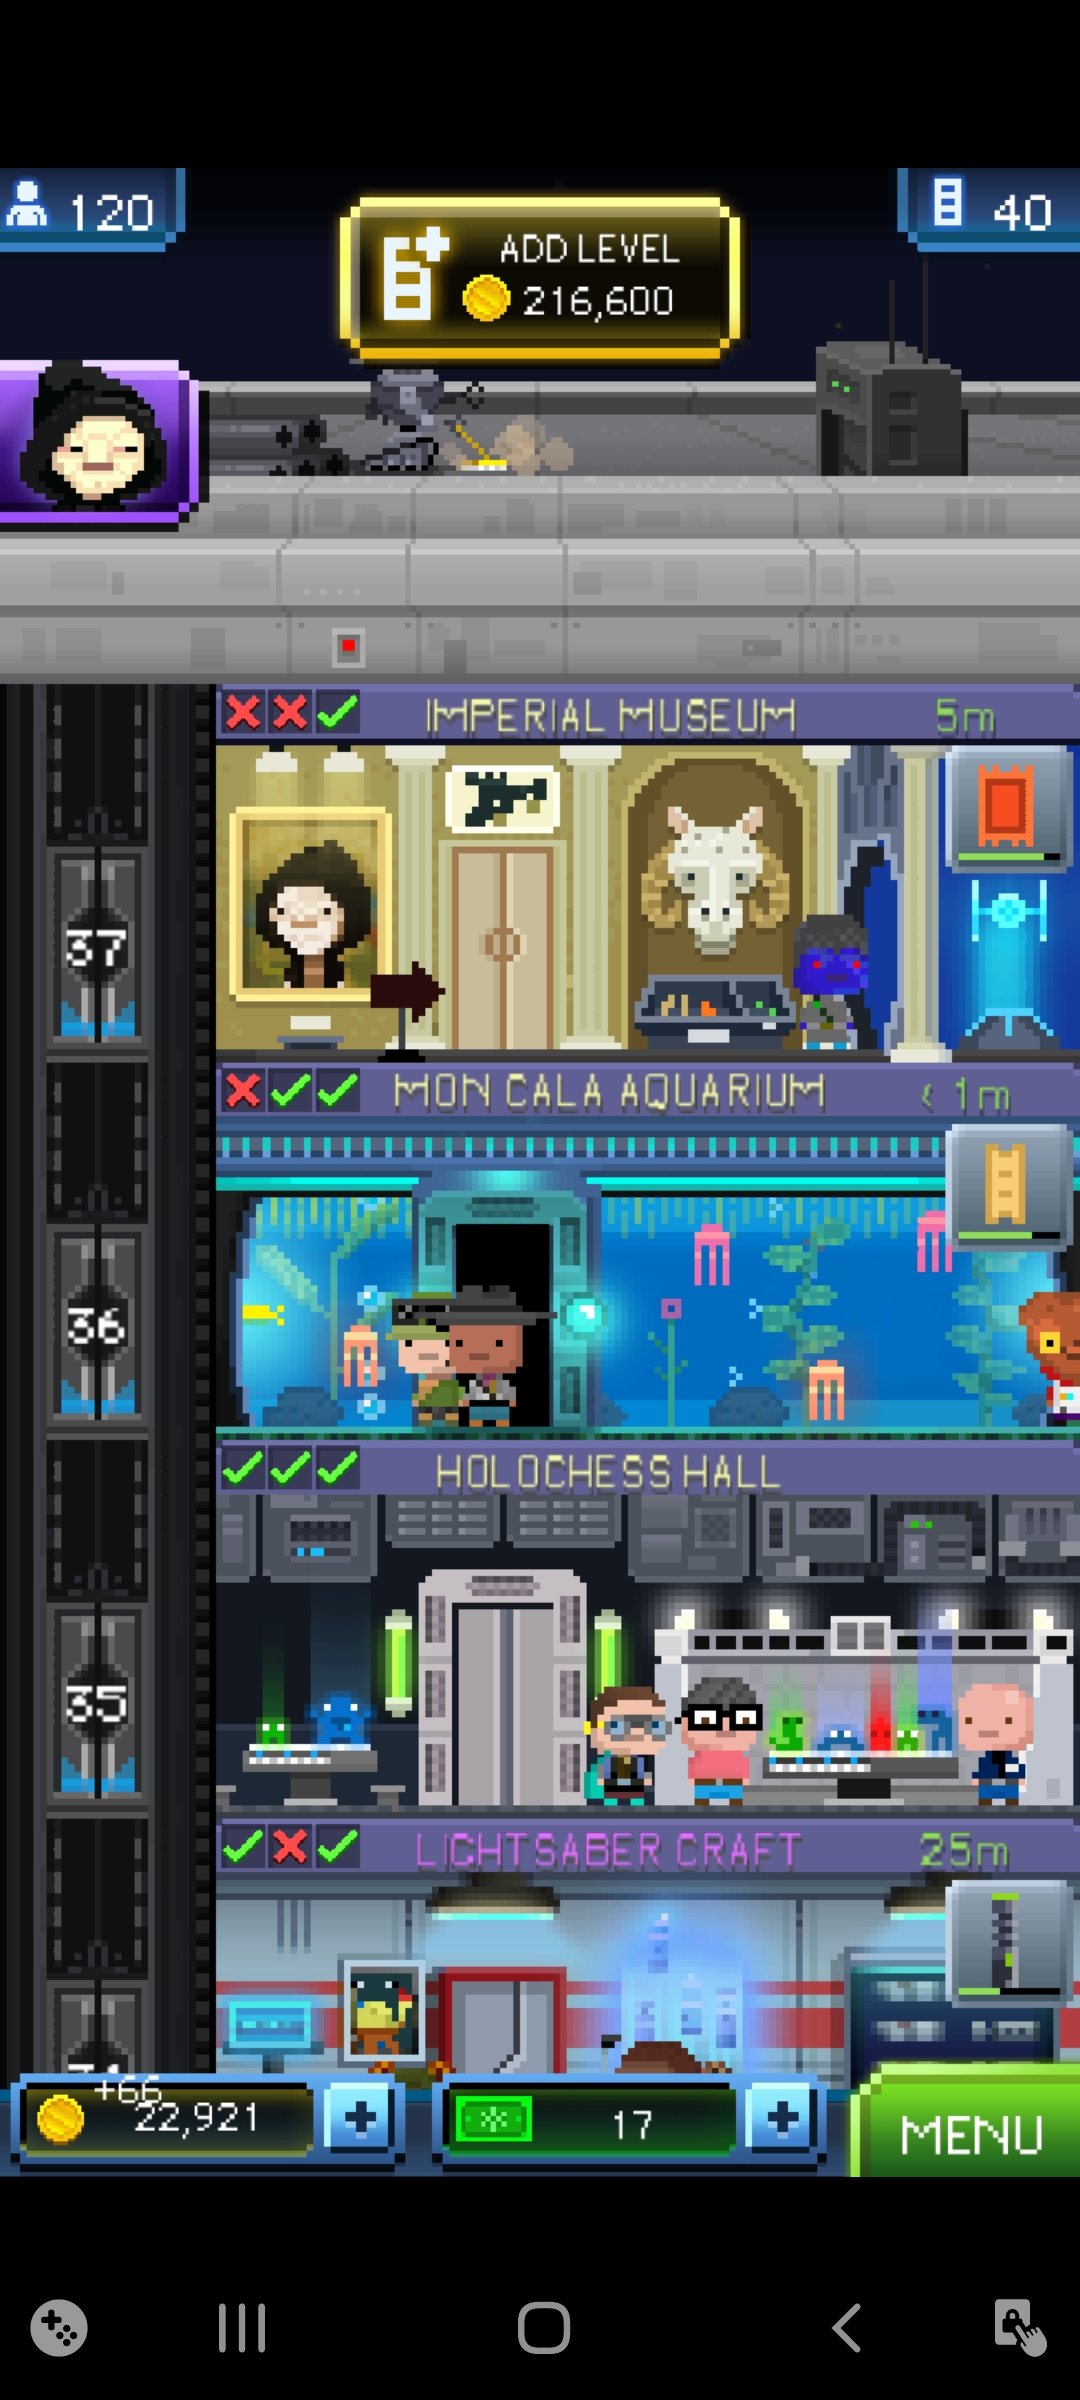 120
ADD LEVEL
216,600
40
IMPERIAL MUSEUM 5m
37
MON CALA AQUARIUM < 1m
36
HOLOCHESS HALL
35
LIGHTSABER CRAFT 25m
+66
22,921
17
MENU